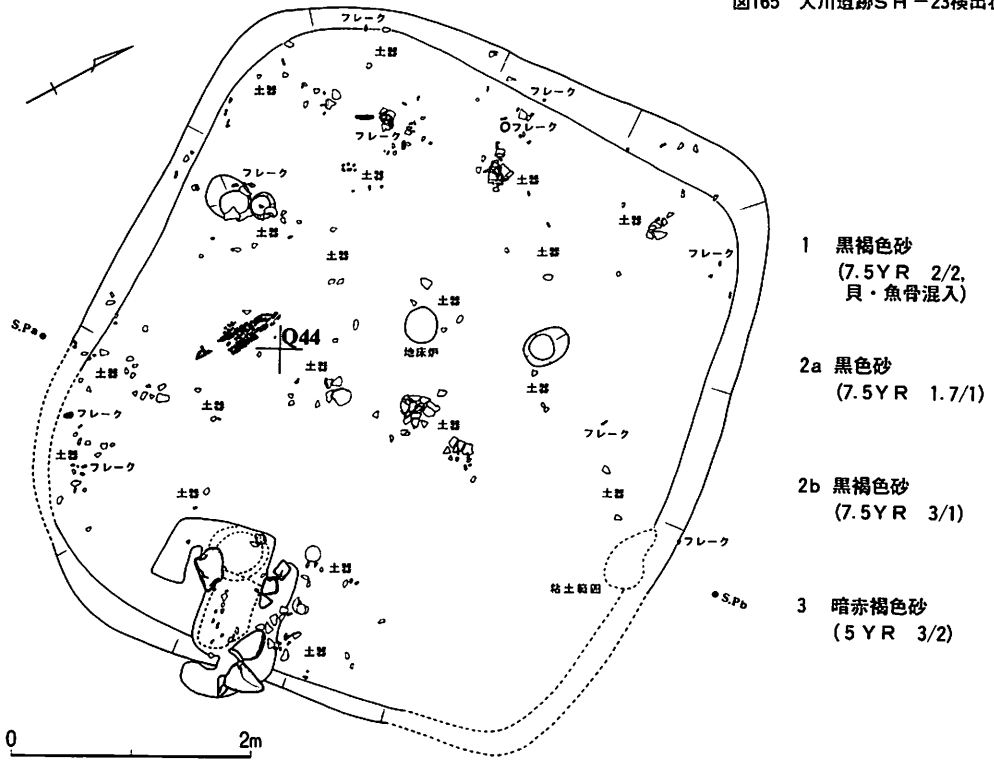 図165 大川遺跡SH-23検出
フレーク
土器
土器
フレーク
フレーク
フレーク
土器
土器
フレーク
土器
土器
土器
土器
フレーク
1 黒褐色砂
(7.5YR 2/2,
貝・魚骨混入)
土器
S.Pa
Q44
地床炉
土器
土器
2a 黒色砂
(7.5YR 1.7/1)
土器
土器
フレーク
土器
フレーク
土器
フレーク
土器
土器
2b 黒褐色砂
(7.5YR 3/1)
フレーク
土器
粘土範囲
S.Pb
3 暗赤褐色砂
(5YR 3/2)
土器
0 2m